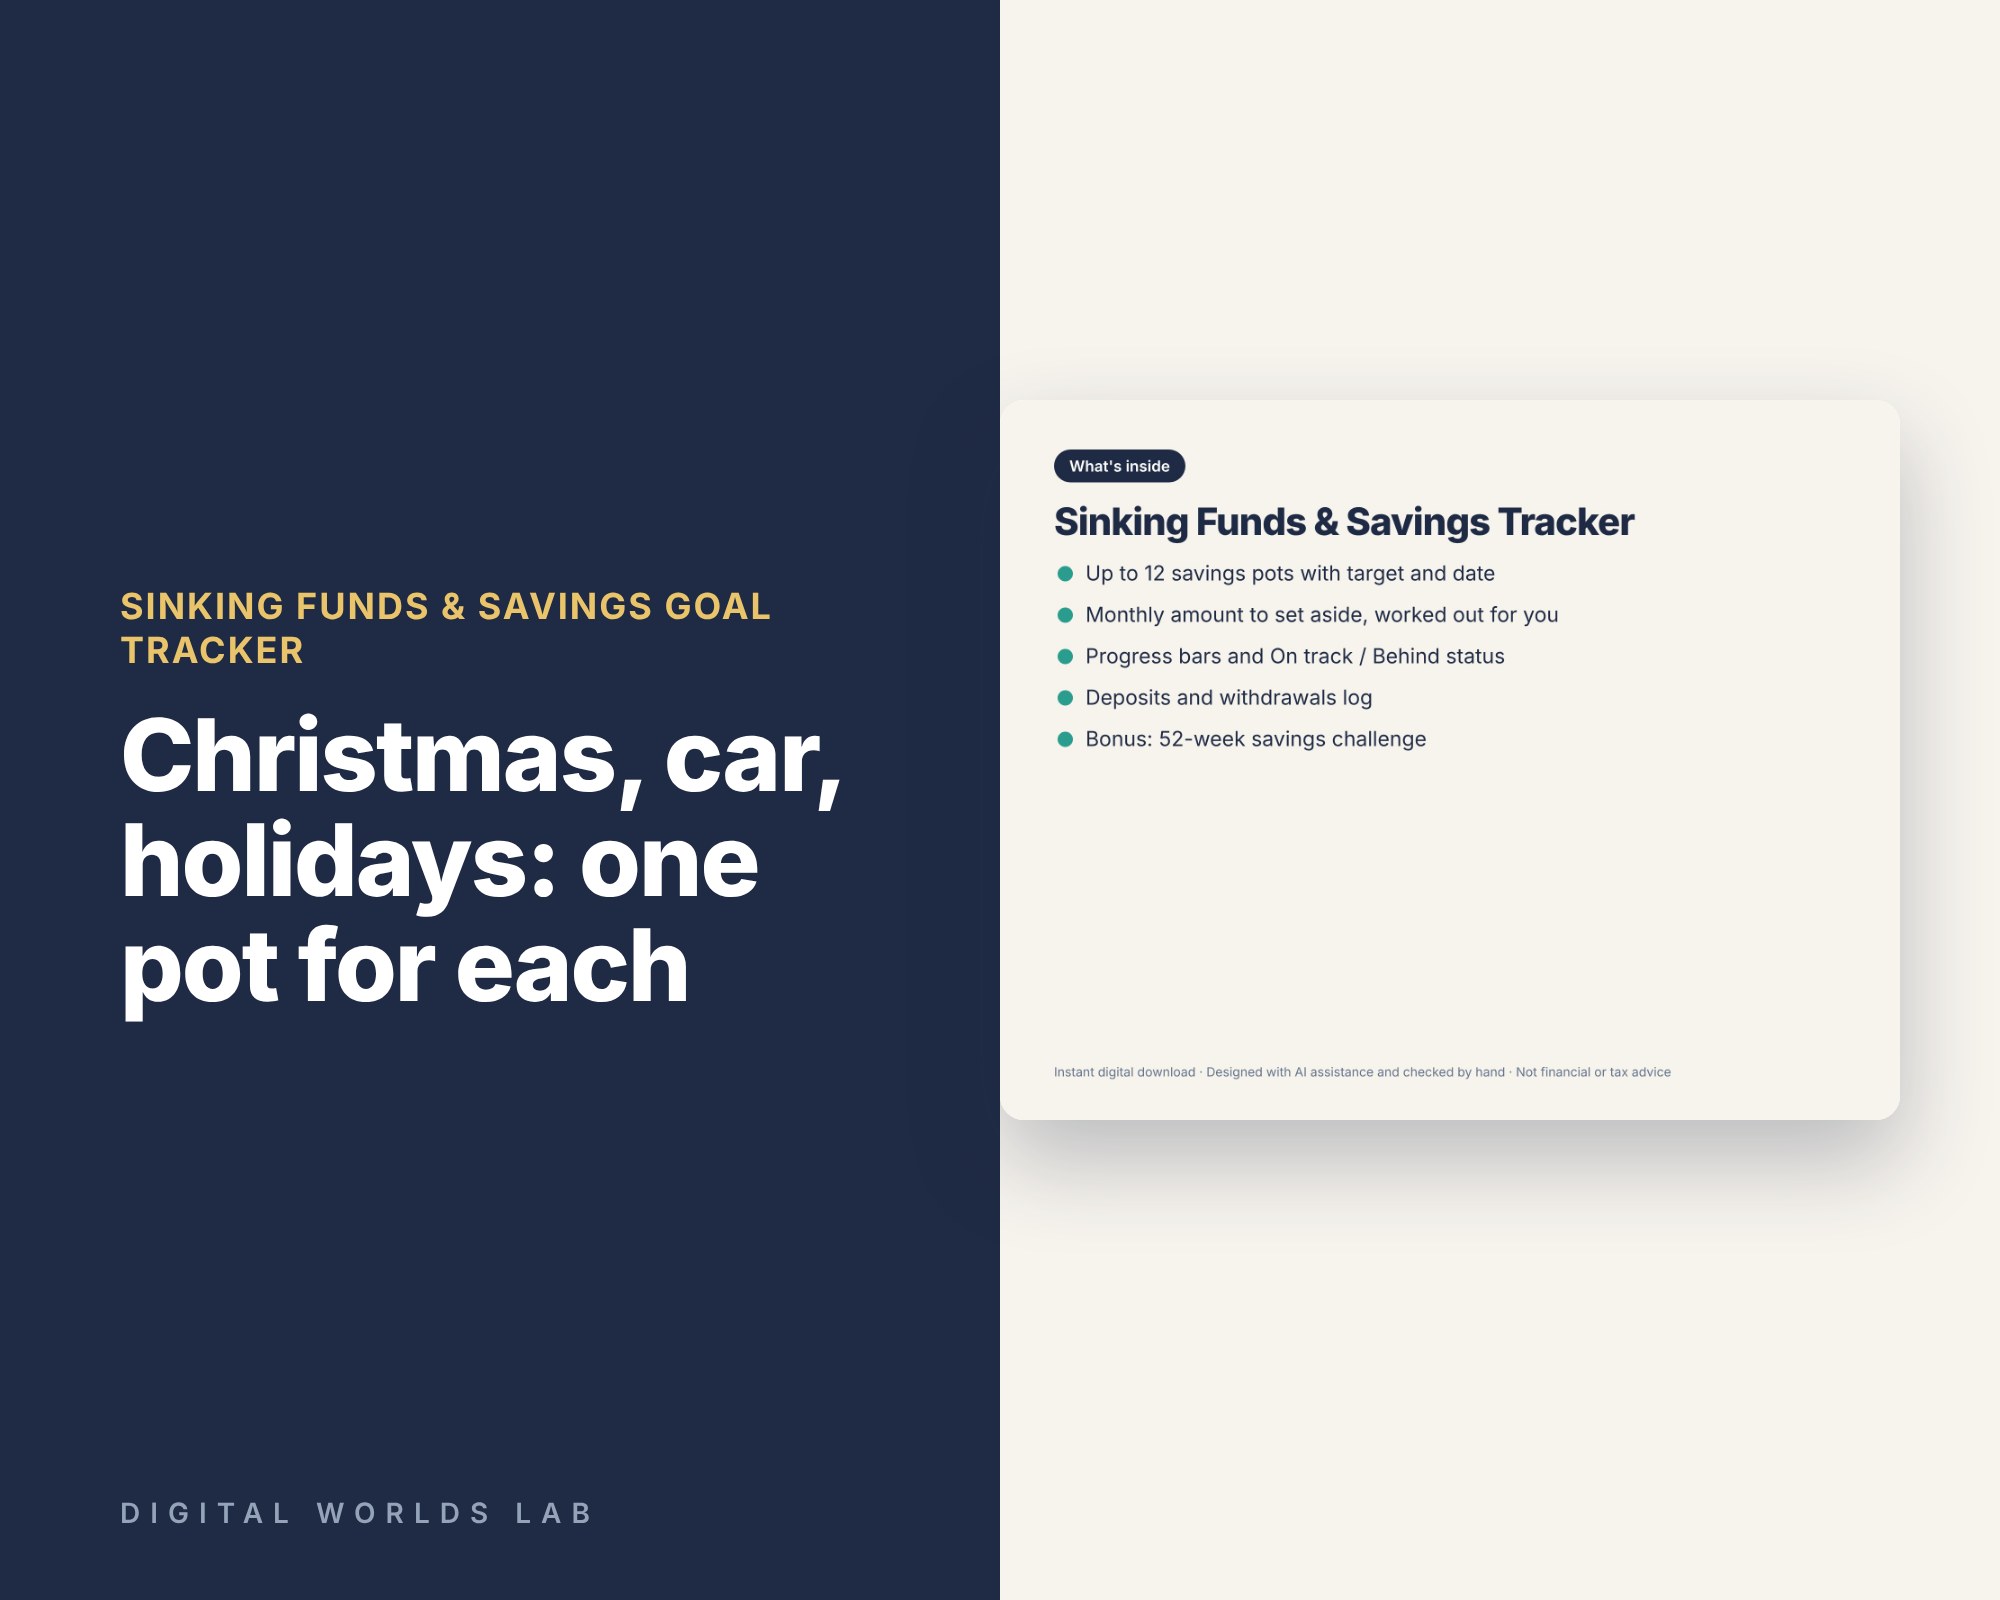 SINKING FUNDS & SAVINGS GOAL
TRACKER
Christmas, car,
holidays: one
pot for each
DIGITAL WORLDS LAB
What's inside
Sinking Funds & Savings Tracker
Up to 12 savings pots with target and date
Monthly amount to set aside, worked out for you
Progress bars and On track / Behind status
Deposits and withdrawals log
Bonus: 52-week savings challenge
Instant digital download · Designed with AI assistance and checked by hand · Not financial or tax advice